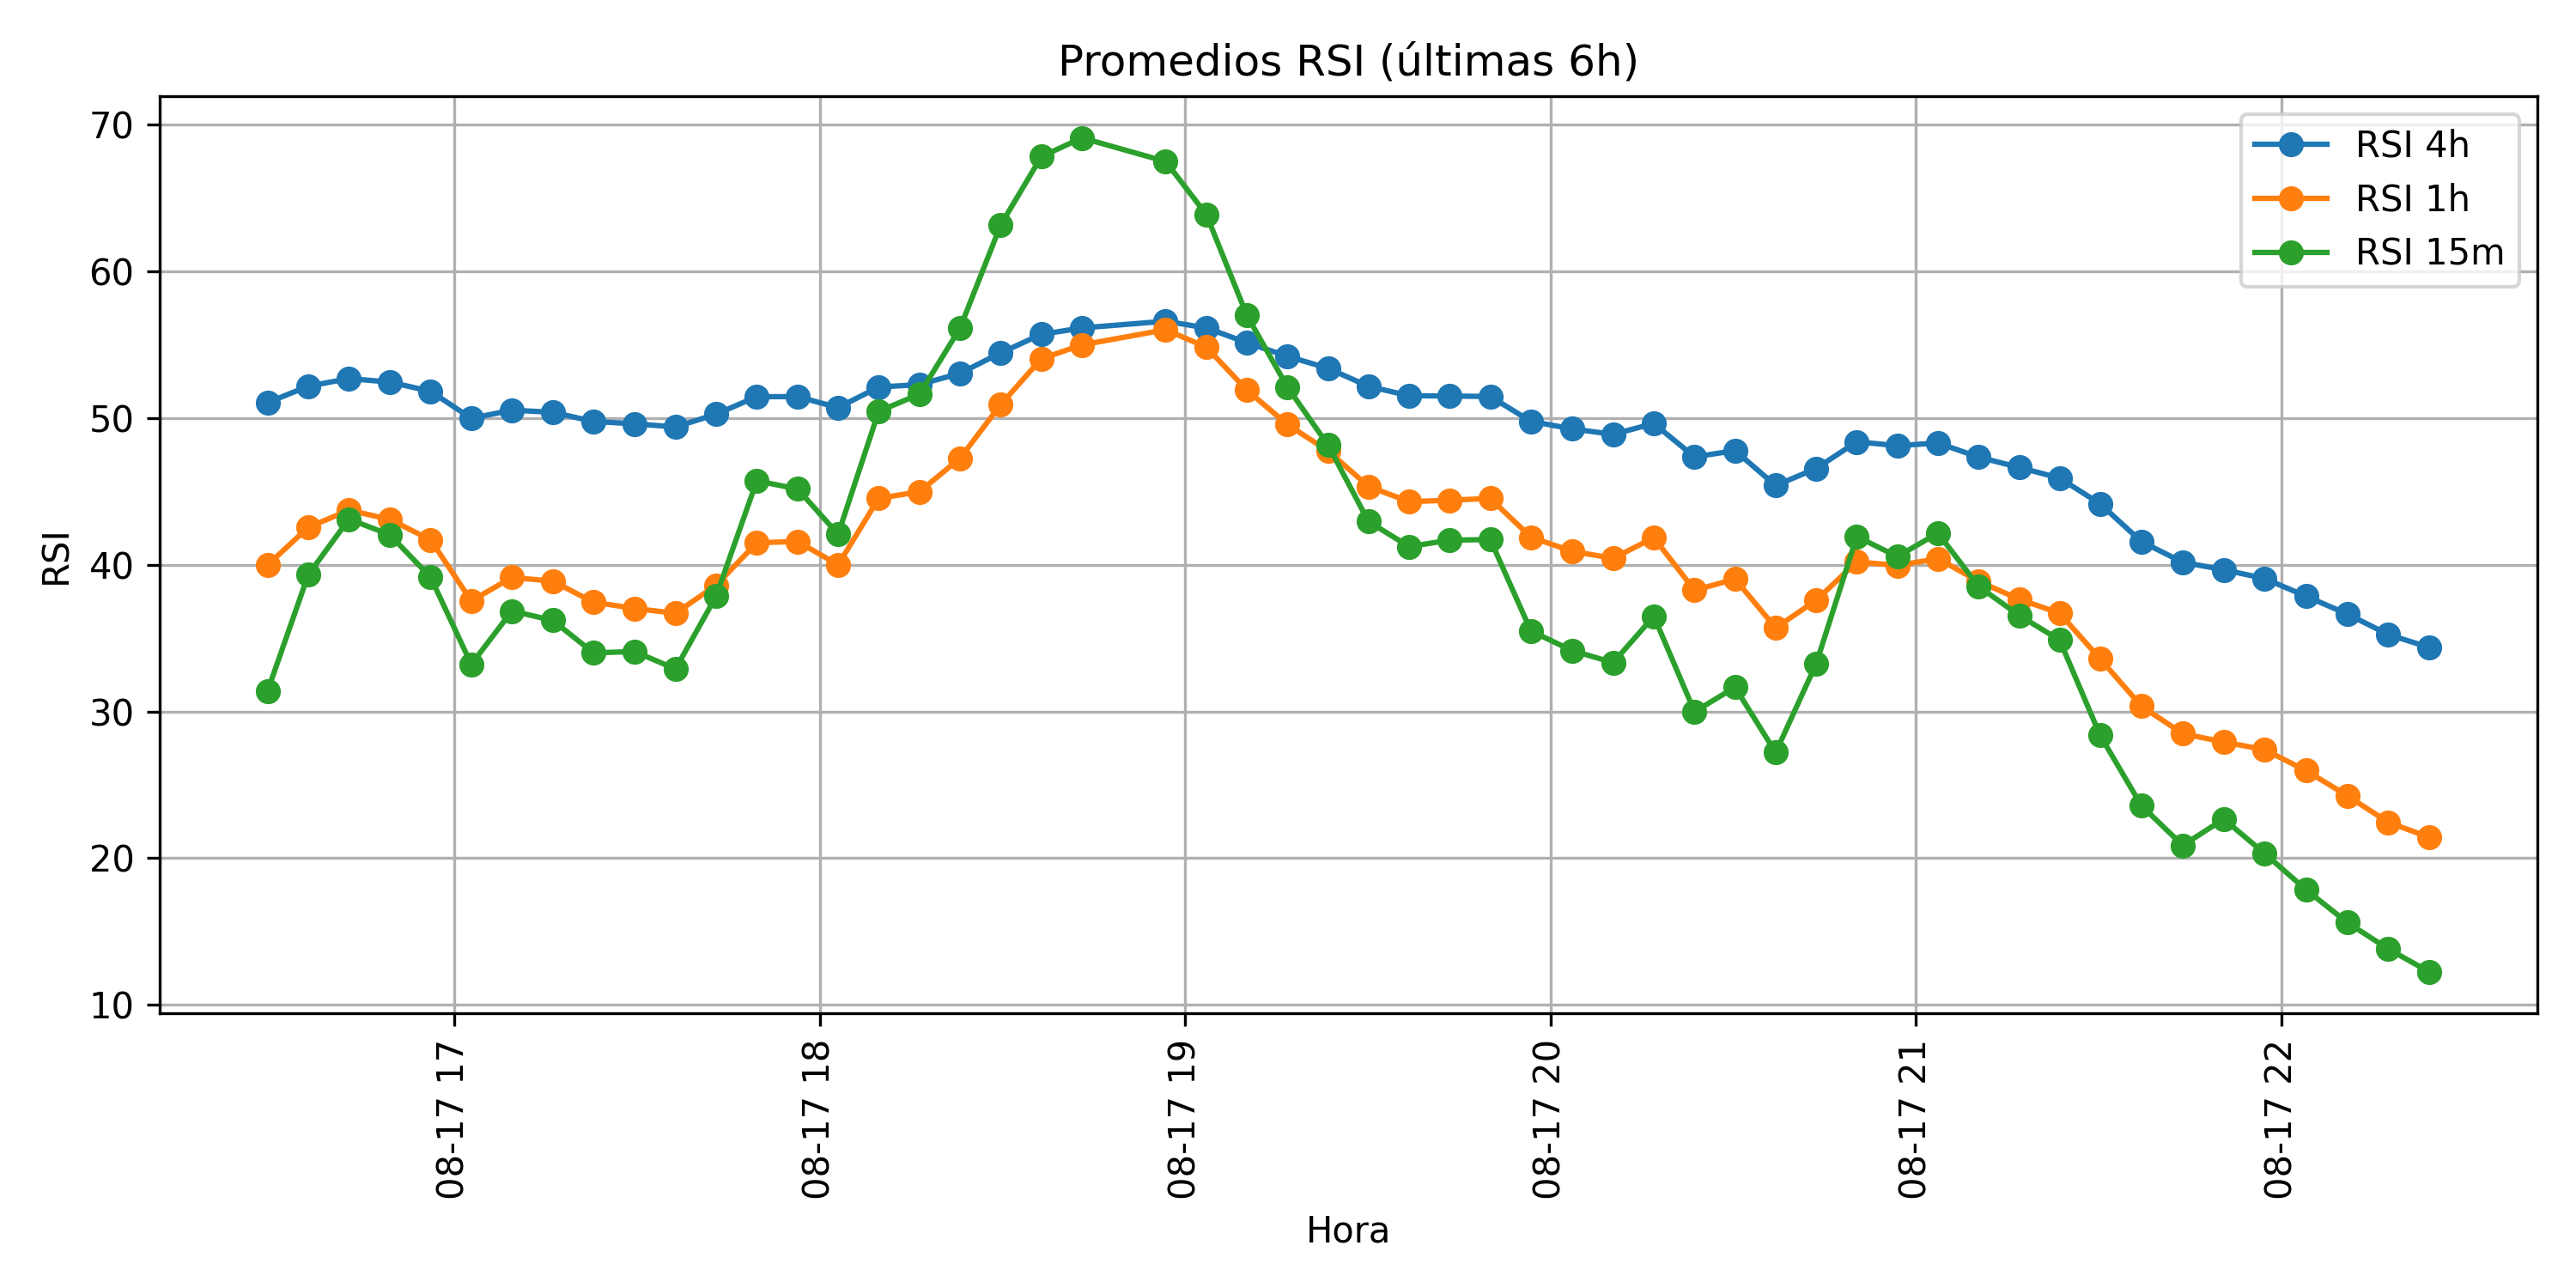 Promedios RSI (últimas 6h)
RSI 4h
RSI 1h
RSI 15m
RSI
70
60
50
40
30
20
10
08-17 17
08-17 18
08-17 19
08-17 20
08-17 21
08-17 22
Hora